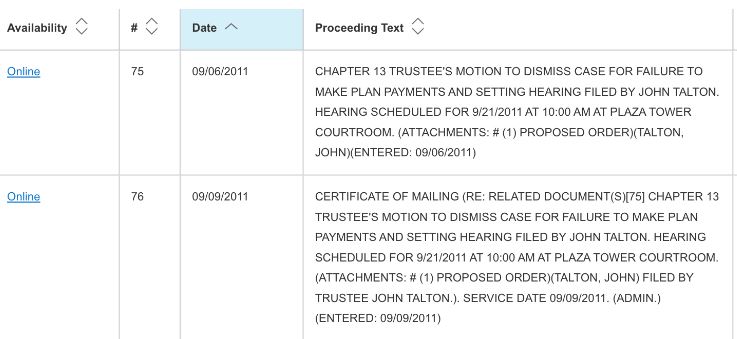 Availability # Date Proceeding Text
Online 75 09/06/2011 CHAPTER 13 TRUSTEE'S MOTION TO DISMISS CASE FOR FAILURE TO
MAKE PLAN PAYMENTS AND SETTING HEARING FILED BY JOHN TALTON.
HEARING SCHEDULED FOR 9/21/2011 AT 10:00 AM AT PLAZA TOWER
COURTROOM. (ATTACHMENTS: # (1) PROPOSED ORDER)(TALTON,
JOHN)(ENTERED: 09/06/2011)
Online 76 09/09/2011 CERTIFICATE OF MAILING (RE: RELATED DOCUMENT(S)[75] CHAPTER 13
TRUSTEE'S MOTION TO DISMISS CASE FOR FAILURE TO MAKE PLAN
PAYMENTS AND SETTING HEARING FILED BY JOHN TALTON. HEARING
SCHEDULED FOR 9/21/2011 AT 10:00 AM AT PLAZA TOWER COURTROOM.
(ATTACHMENTS: # (1) PROPOSED ORDER)(TALTON, JOHN) FILED BY
TRUSTEE JOHN TALTON.). SERVICE DATE 09/09/2011. (ADMIN.)
(ENTERED: 09/09/2011)